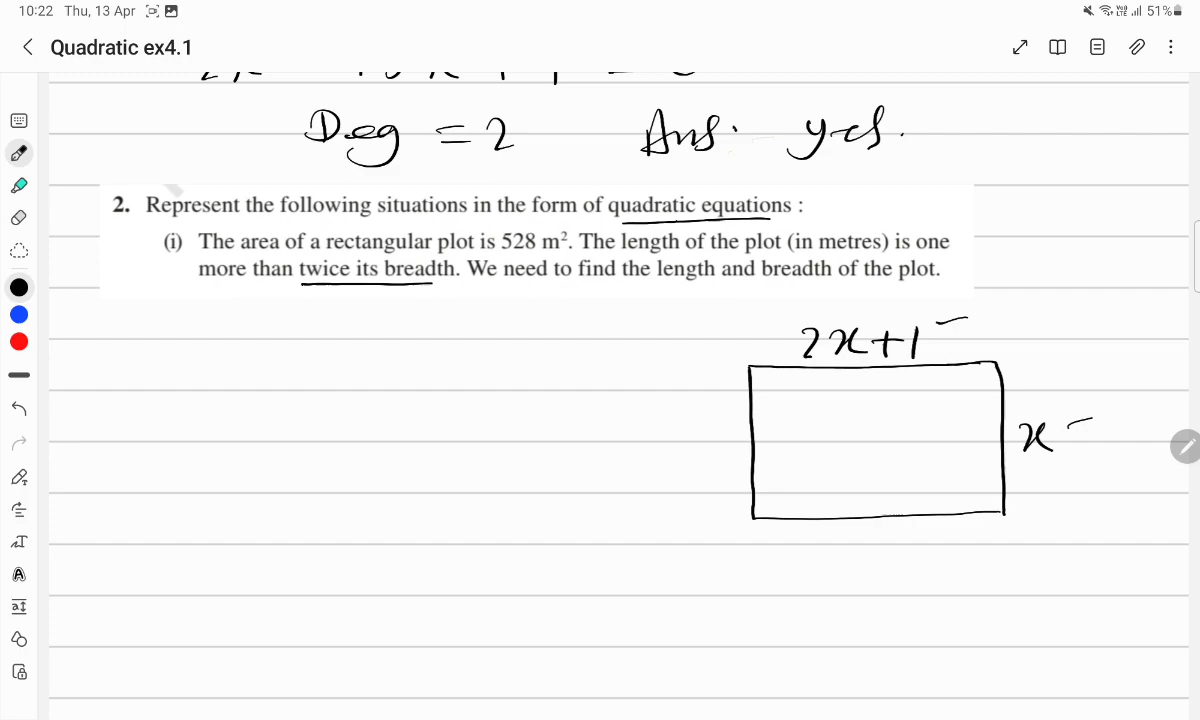 10:22 Thu, 13 Apr 51%
Quadratic ex4.1
Deg = 2 Ans: yes.
2. Represent the following situations in the form of quadratic equations :
(i) The area of a rectangular plot is 528 m². The length of the plot (in metres) is one
more than twice its breadth. We need to find the length and breadth of the plot.
2x+1
x